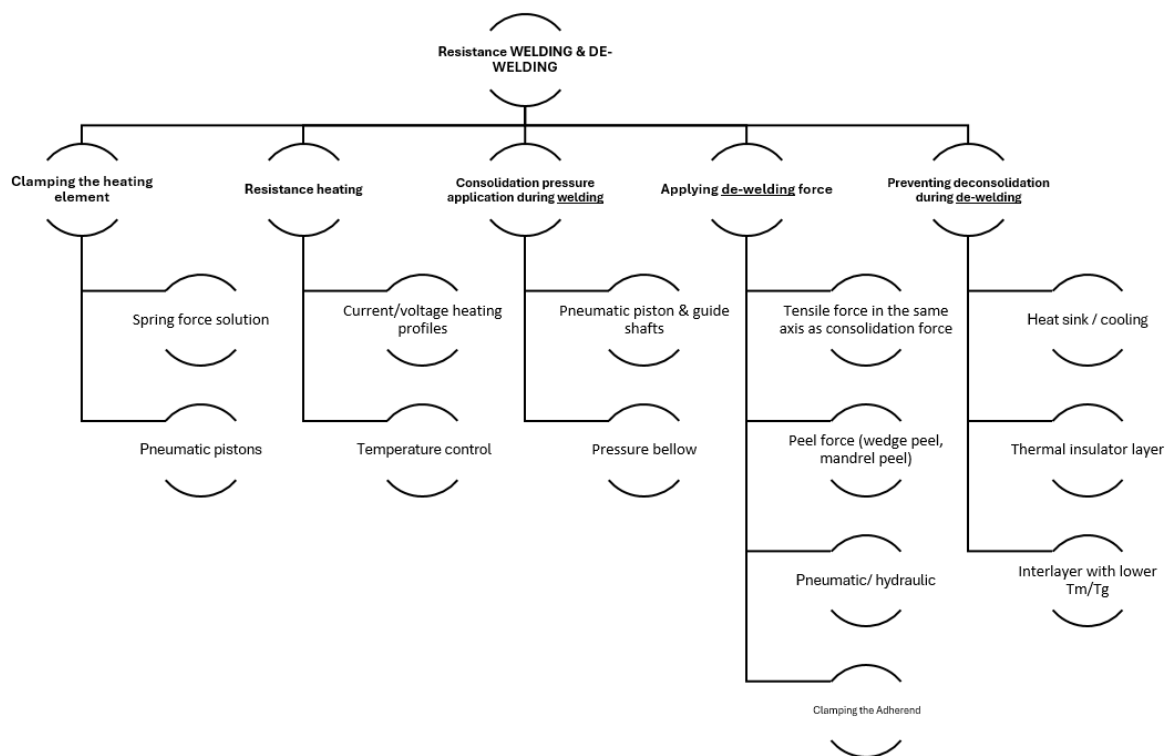 Resistance WELDING & DE-
WELDING
Clamping the heating
element
Resistance heating
Consolidation pressure
application during welding
Applying de-welding force
Preventing deconsolidation
during de-welding
Spring force solution
Current/voltage heating
profiles
Pneumatic piston & guide
shafts
Tensile force in the same
axis as consolidation force
Heat sink / cooling
Pneumatic pistons
Temperature control
Pressure bellow
Peel force (wedge peel,
mandrel peel)
Thermal insulator layer
Pneumatic/ hydraulic
Interlayer with lower
Tm/Tg
Clamping the Adherend